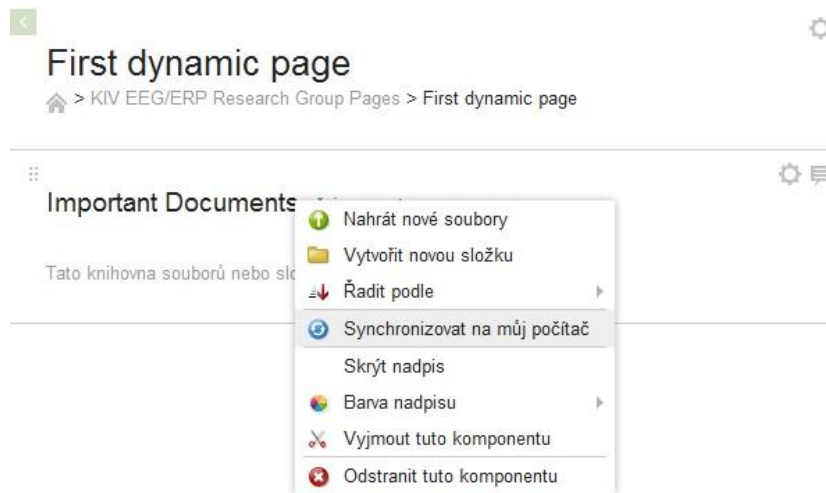 First dynamic page
> KIV EEG/ERP Research Group Pages > First dynamic page
Important Documents
Nahrát nové soubory
Vytvořit novou složku
Tato knihovna souborů nebo
Řadit podle
Synchronizovat na můj počítač
Skrýt nadpis
Barva nadpisu
Vyjmout tuto komponentu
Odstranit tuto komponentu